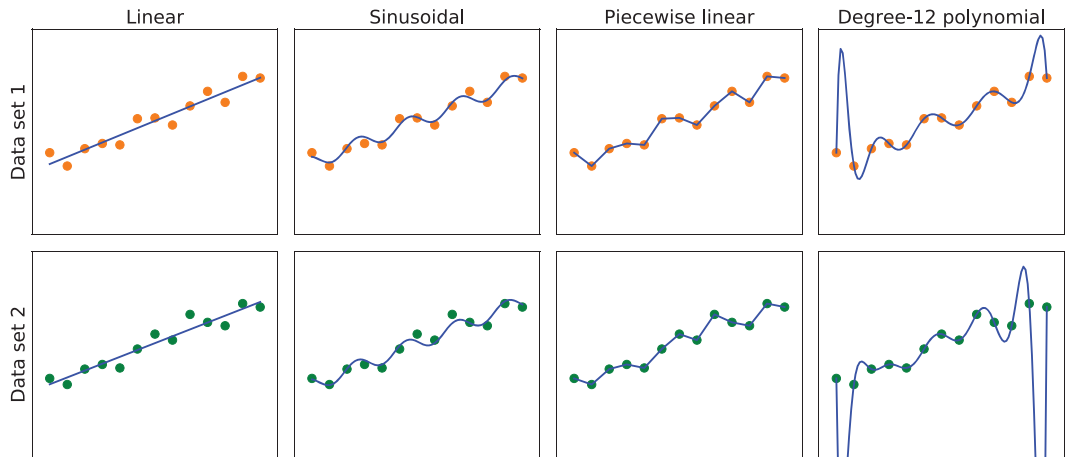 Linear
Sinusoidal
Piecewise linear
Degree-12 polynomial
Data set 1
Data set 2